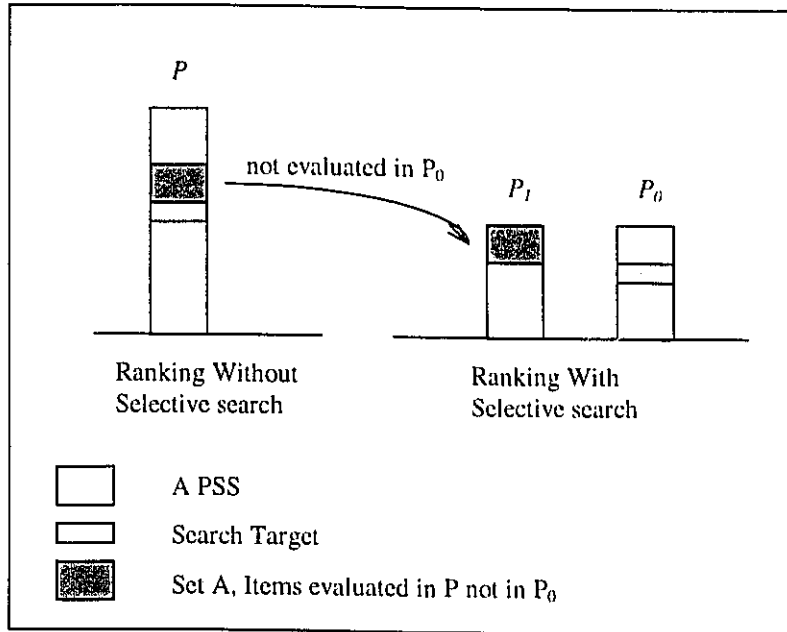 P
not evaluated in P₀
P₁ P₀
Ranking Without
Selective search
Ranking With
Selective search
A PSS
Search Target
Set A, Items evaluated in P not in P₀